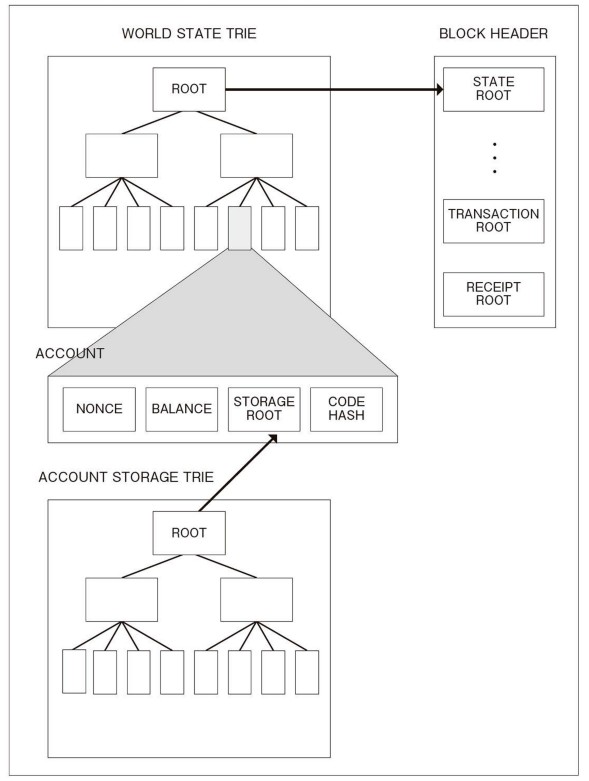 WORLD STATE TRIE
BLOCK HEADER
ROOT
STATE
ROOT
TRANSACTION
ROOT
RECEIPT
ROOT
ACCOUNT
NONCE
BALANCE
STORAGE
ROOT
CODE
HASH
ACCOUNT STORAGE TRIE
ROOT